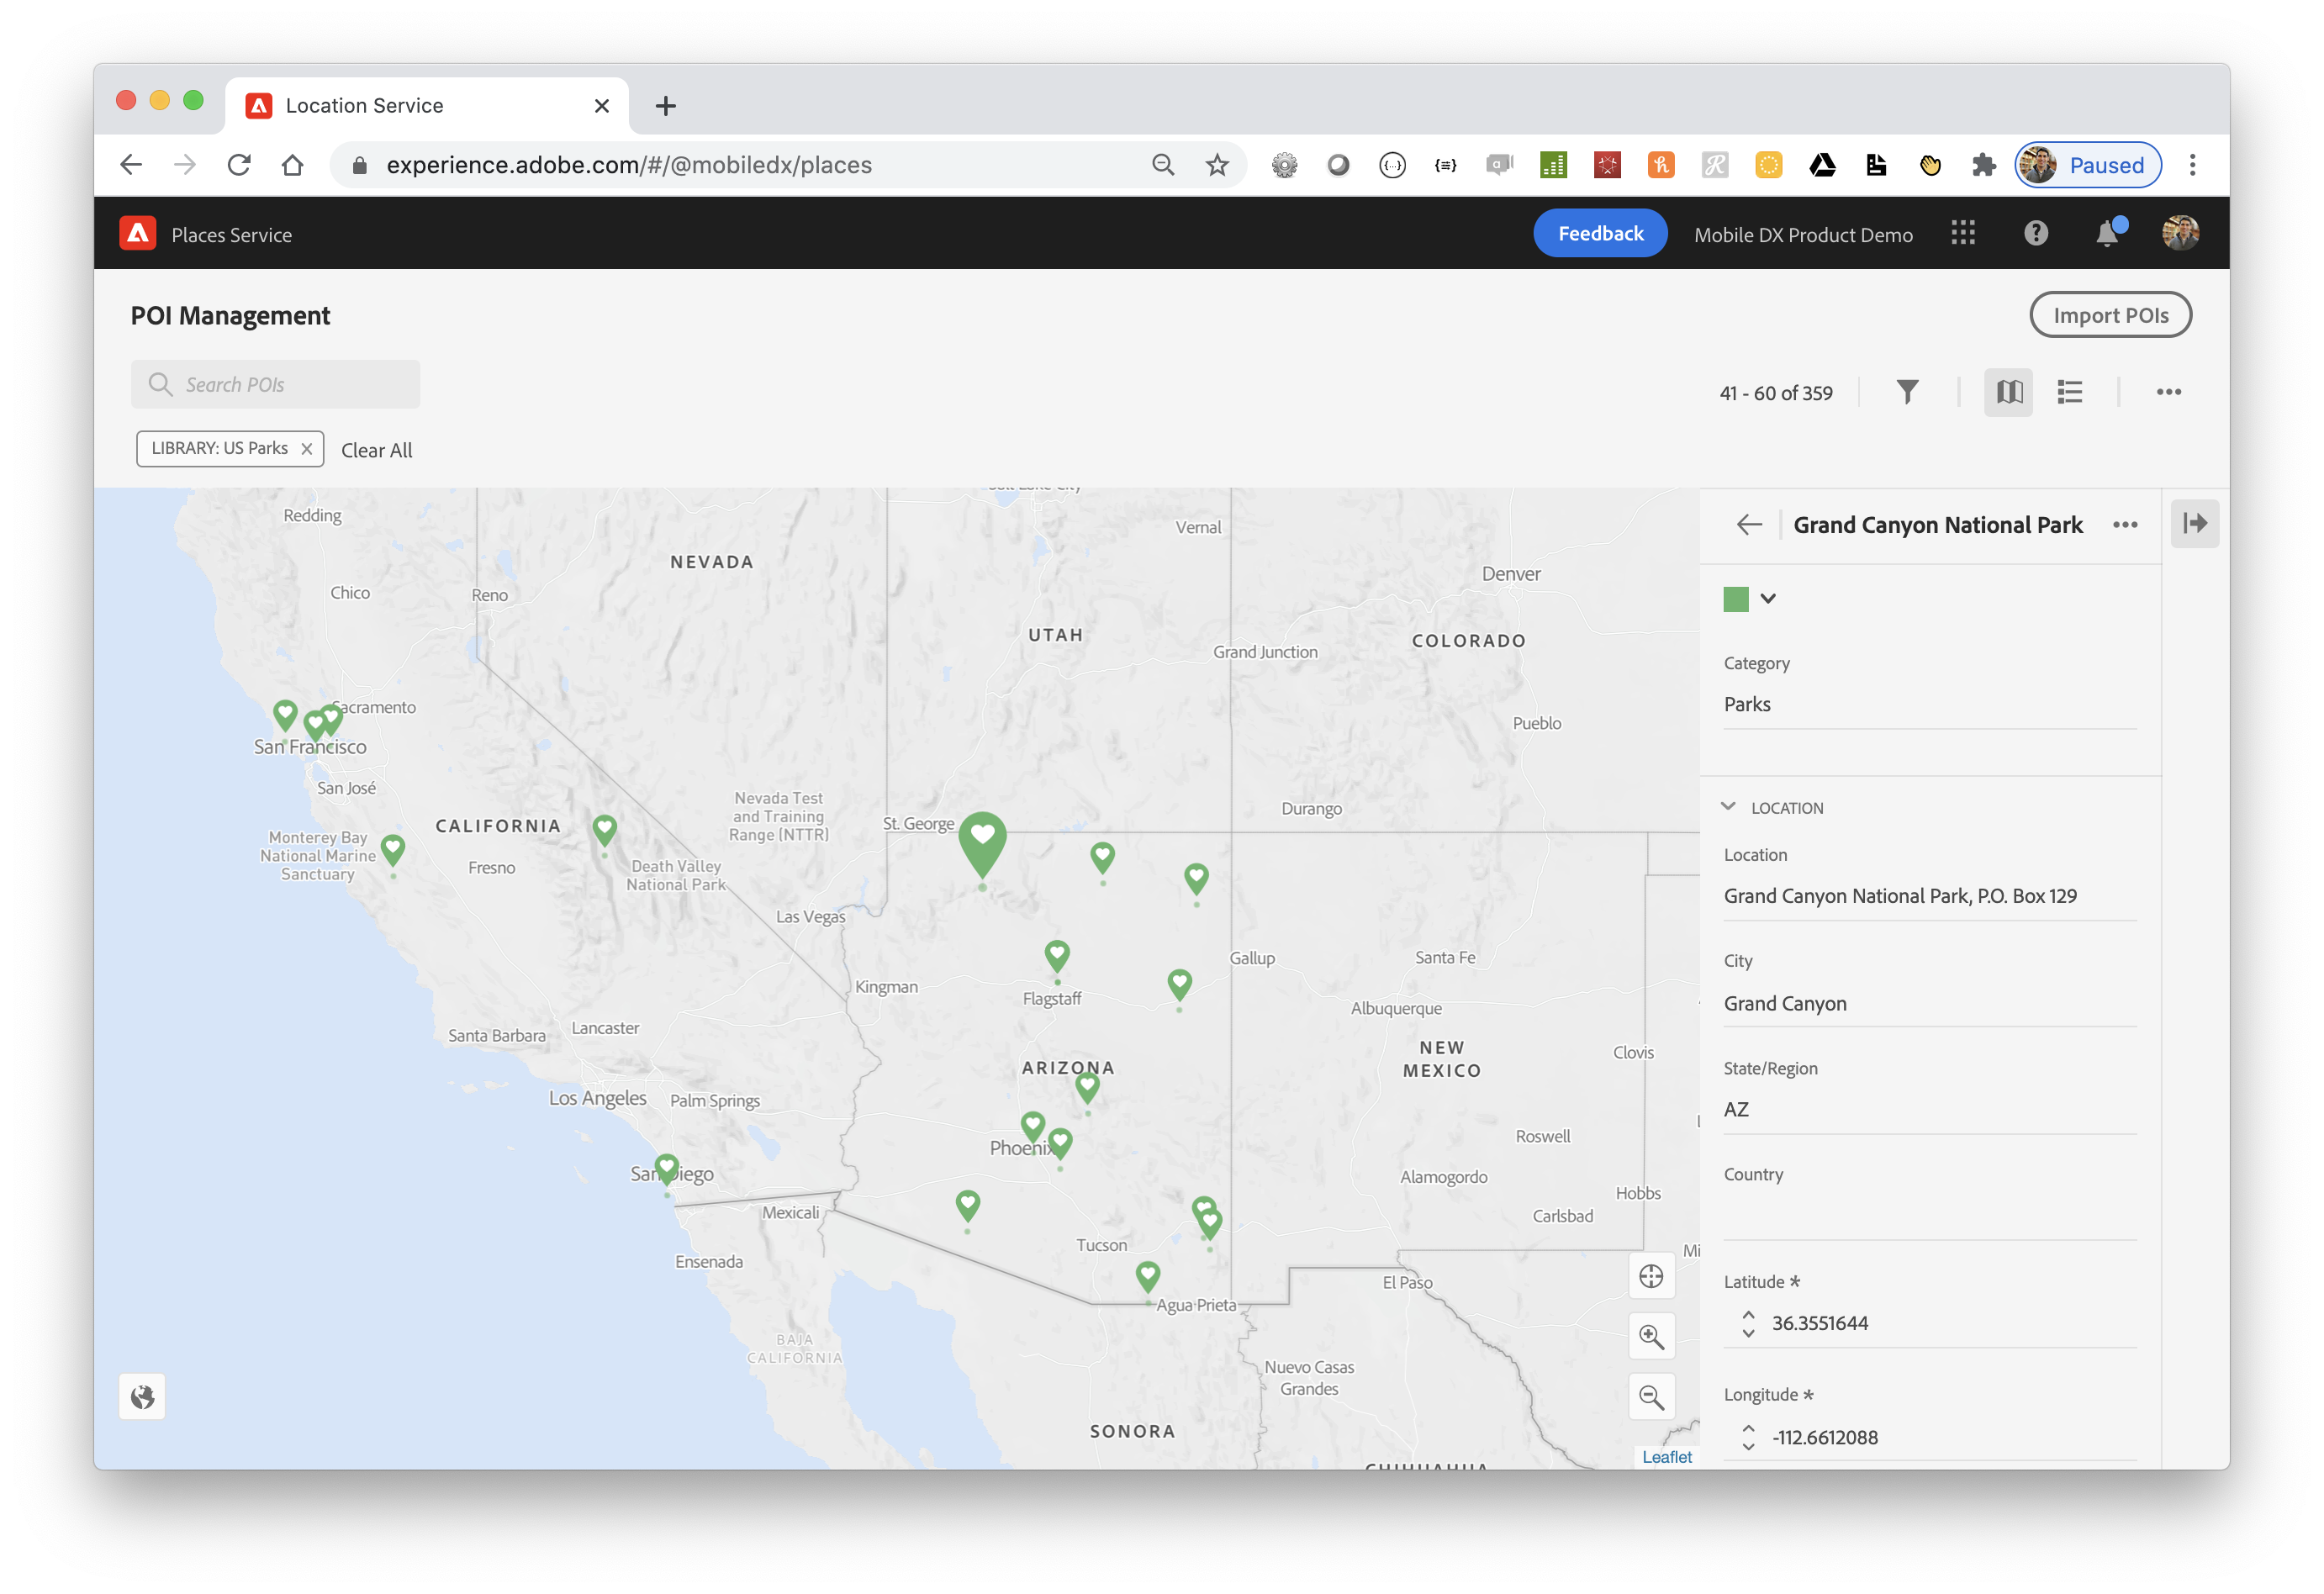 Location Service
experience.adobe.com/#/@mobiledx/places
Paused
Places Service
Feedback
Mobile DX Product Demo
POI Management
Import POIs
Search POIs
41 - 60 of 359
LIBRARY: US Parks
Clear All
Salt Lake City
Redding
Vernal
NEVADA
Denver
Chico
Reno
UTAH
COLORADO
Grand Junction
Sacramento
Pueblo
San Francisco
San José
Nevada Test
and Training
Range (NTTR)
Durango
St. George
CALIFORNIA
Monterey Bay
National Marine
Sanctuary
Fresno
Death Valley
National Park
Las Vegas
Gallup
Santa Fe
Kingman
Flagstaff
Albuquerque
Santa Barbara
Lancaster
NEW
MEXICO
Clovis
ARIZONA
Los Angeles
Palm Springs
Phoenix
Roswell
San Diego
Alamogordo
Hobbs
Mexicali
Carlsbad
Tucson
Ensenada
Mi
El Paso
Agua Prieta
BAJA
CALIFORNIA
Nuevo Casas
Grandes
SONORA
CHIHUAHUA
Leaflet
Grand Canyon National Park
Category
Parks
LOCATION
Location
Grand Canyon National Park, P.O. Box 129
City
Grand Canyon
State/Region
AZ
Country
Latitude *
36.3551644
Longitude *
-112.6612088